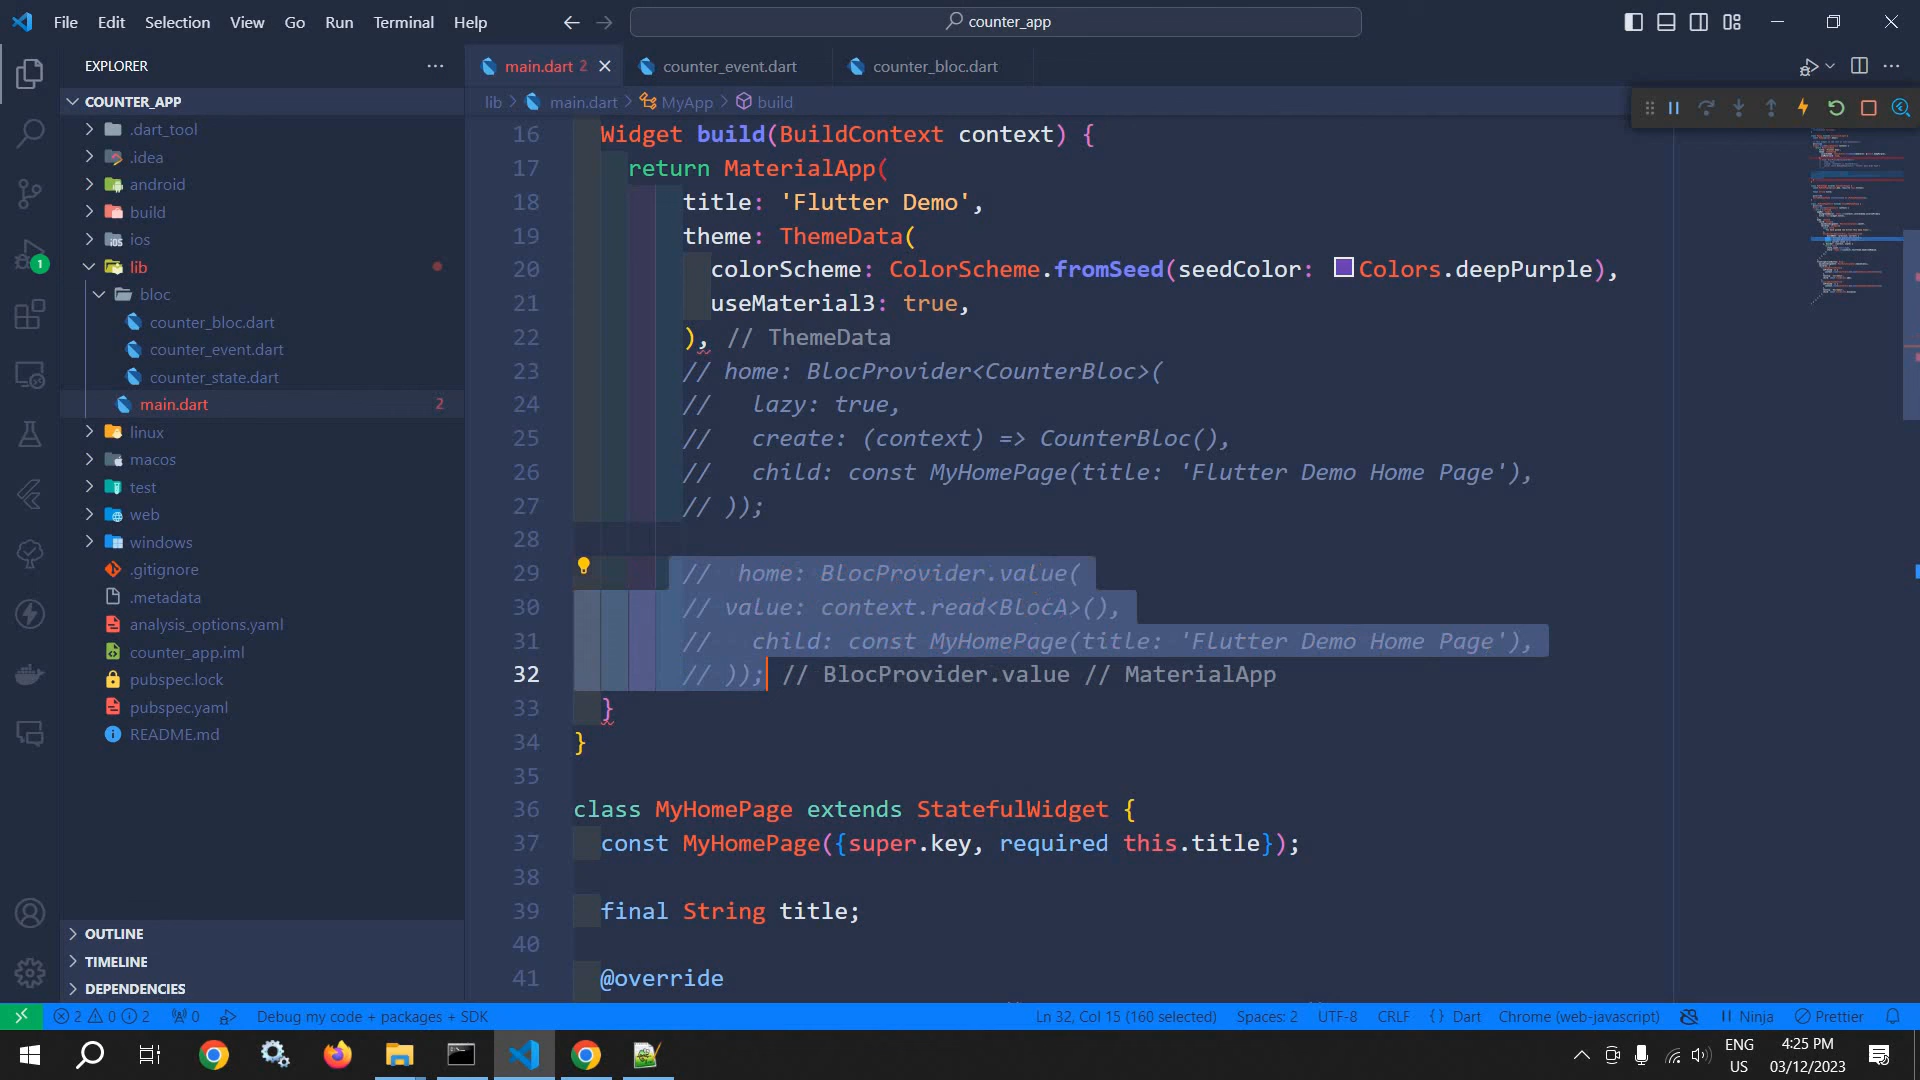 File Edit Selection View Go Run Terminal Help
counter_app
EXPLORER
COUNTER_APP
.dart_tool
.idea
android
build
ios
lib
bloc
counter_bloc.dart
counter_event.dart
counter_state.dart
main.dart 2
linux
macos
test
web
windows
.gitignore
.metadata
analysis_options.yaml
counter_app.iml
pubspec.lock
pubspec.yaml
README.md
OUTLINE
TIMELINE
DEPENDENCIES
1
main.dart 2
counter_event.dart
counter_bloc.dart
lib > main.dart > MyApp > build
16 Widget build(BuildContext context) {
17 return MaterialApp(
18 title: 'Flutter Demo',
19 theme: ThemeData(
20 colorScheme: ColorScheme.fromSeed(seedColor: Colors.deepPurple),
21 useMaterial3: true,
22 ), // ThemeData
23 // home: BlocProvider<CounterBloc>(
24 // lazy: true,
25 // create: (context) => CounterBloc(),
26 // child: const MyHomePage(title: 'Flutter Demo Home Page'),
27 // ));
28
29 // home: BlocProvider.value(
30 // value: context.read<BlocA>(),
31 // child: const MyHomePage(title: 'Flutter Demo Home Page'),
32 // )); // BlocProvider.value // MaterialApp
33 }
34 }
35
36 class MyHomePage extends StatefulWidget {
37 const MyHomePage({super.key, required this.title});
38
39 final String title;
40
41 @override
2 0 2 0 Debug my code + packages + SDK Ln 32, Col 15 (160 selected) Spaces: 2 UTF-8 CRLF { } Dart Chrome (web-javascript) Ninja Prettier
ENG
US
4:25 PM
03/12/2023